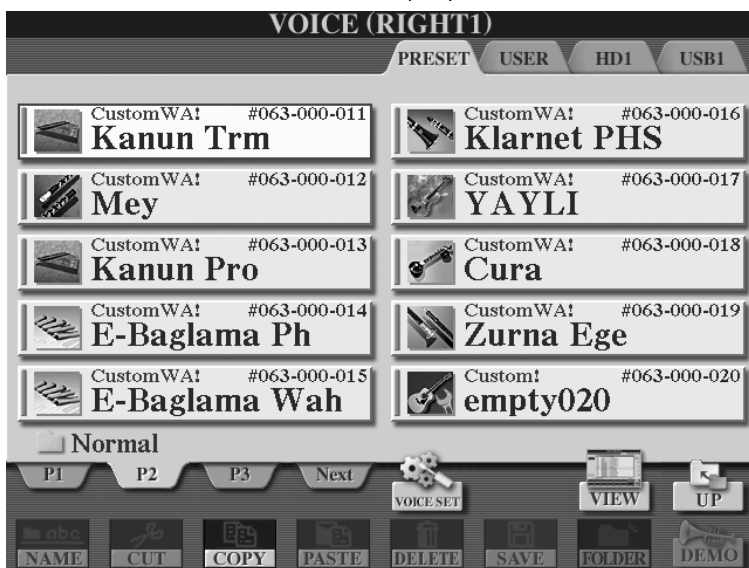 VOICE (RIGHT1)
PRESET USER HD1 USB1
CustomWA! #063-000-011
Kanun Trm
CustomWA! #063-000-012
Mey
CustomWA! #063-000-013
Kanun Pro
CustomWA! #063-000-014
E-Baglama Ph
CustomWA! #063-000-015
E-Baglama Wah
CustomWA! #063-000-016
Klarnet PHS
CustomWA! #063-000-017
YAYLI
CustomWA! #063-000-018
Cura
CustomWA! #063-000-019
Zurna Ege
Custom! #063-000-020
empty020
Normal
P1 P2 P3 Next
VOICE SET
VIEW
UP
abc
NAME CUT COPY PASTE DELETE SAVE FOLDER DEMO